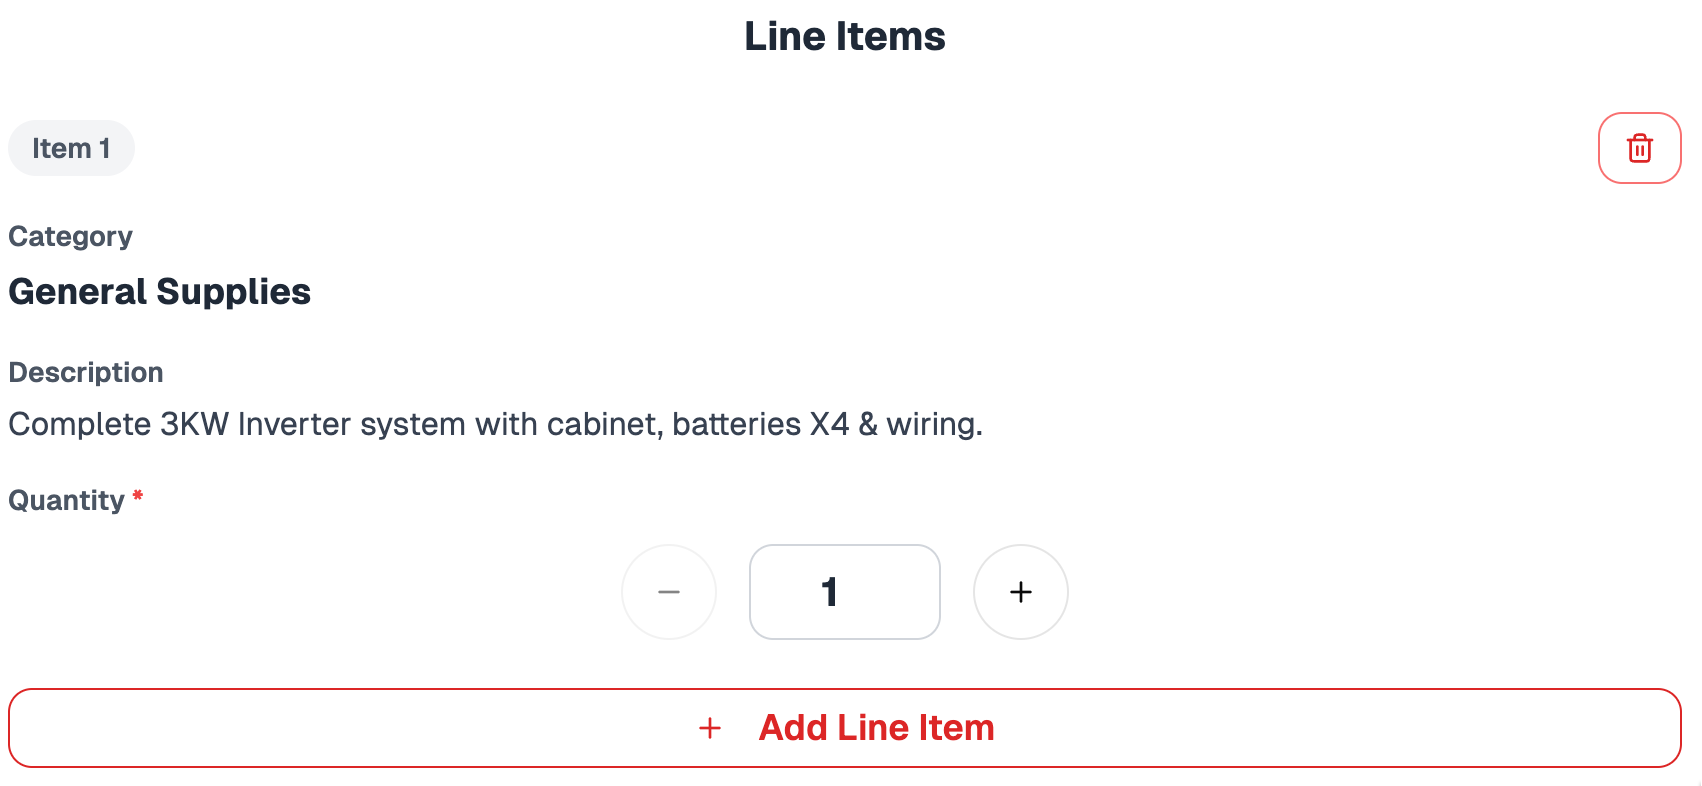 Line Items
Item 1
Category
General Supplies
Description
Complete 3KW Inverter system with cabinet, batteries X4 & wiring.
Quantity *
− 1 +
+ Add Line Item